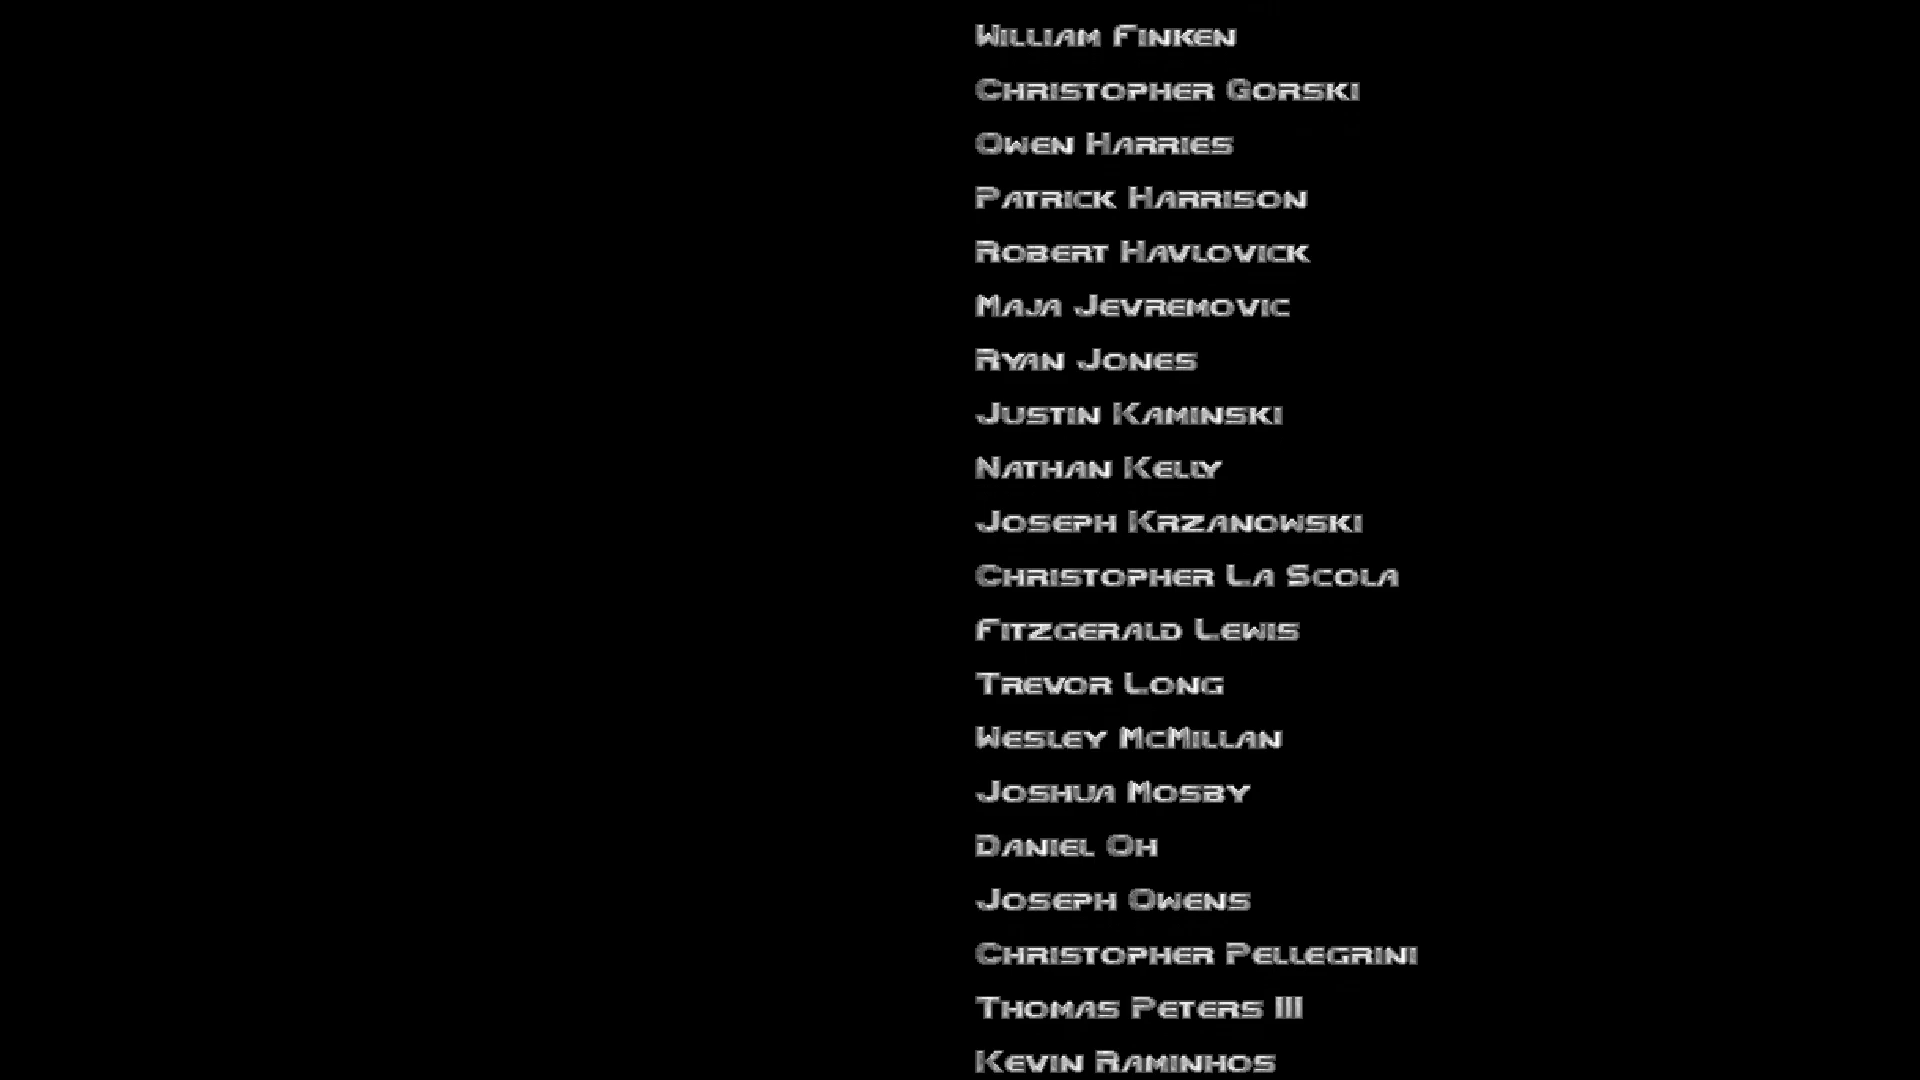 William Finken
Christopher Gorski
Owen Harries
Patrick Harrison
Robert Havlovick
Maja Jevremovic
Ryan Jones
Justin Kaminski
Nathan Kelly
Joseph Krzanowski
Christopher La Scola
Fitzgerald Lewis
Trevor Long
Wesley McMillan
Joshua Mosby
Daniel Oh
Joseph Owens
Christopher Pellegrini
Thomas Peters III
Kevin Raminhos